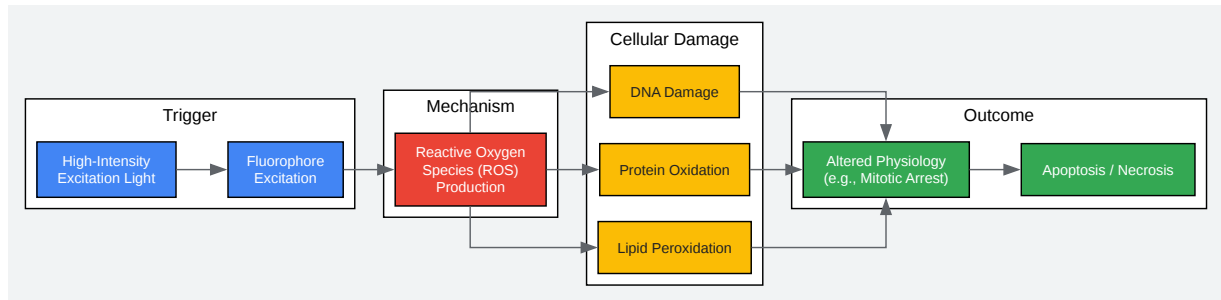 Trigger
High-Intensity
Excitation Light
Fluorophore
Excitation
Mechanism
Reactive Oxygen
Species (ROS)
Production
Cellular Damage
DNA Damage
Protein Oxidation
Lipid Peroxidation
Outcome
Altered Physiology
(e.g., Mitotic Arrest)
Apoptosis / Necrosis